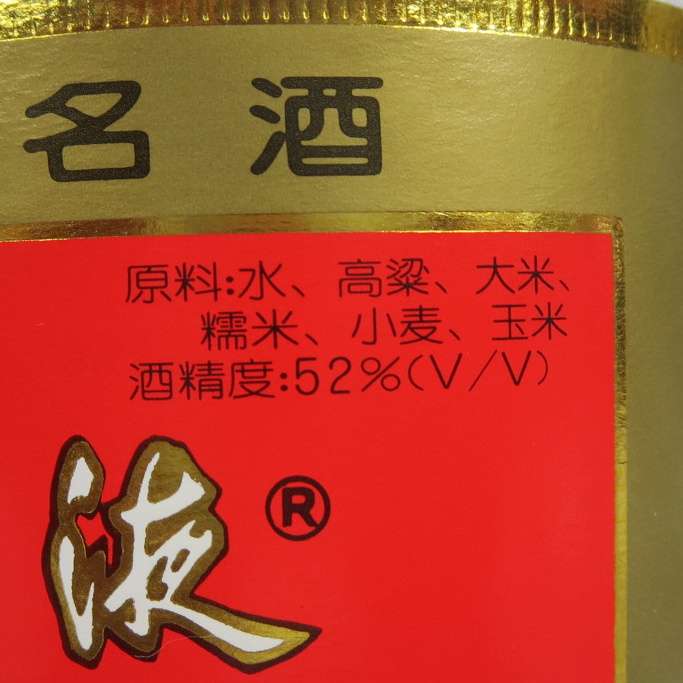 名酒
原料:水、高粱、大米、
糯米、小麦、玉米
酒精度:52%(V/V)
液®